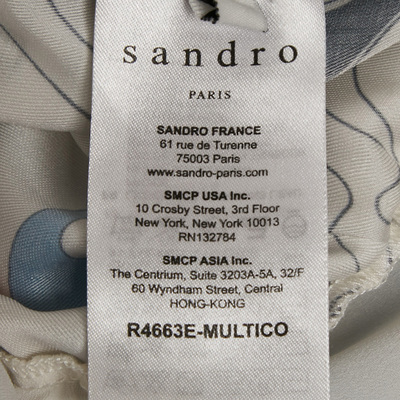 sandro
PARIS
SANDRO FRANCE
61 rue de Turenne
75003 Paris
www.sandro-paris.com
SMCP USA Inc.
10 Crosby Street, 3rd Floor
New York, New York 10013
RN132784
SMCP ASIA Inc.
The Centrium, Suite 3203A-5A, 32/F
60 Wyndham Street, Central
HONG-KONG
R4663E-MULTICO